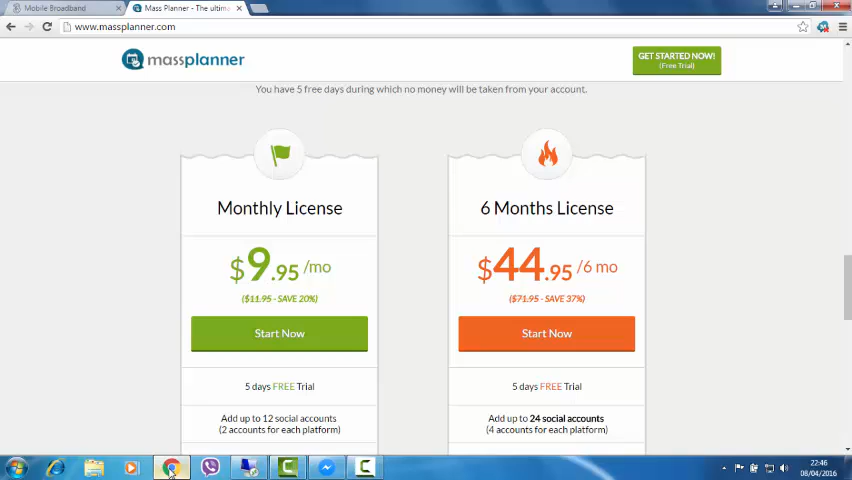 Mobile Broadband
Mass Planner - The ultim
www.massplanner.com
massplanner
GET STARTED NOW!
(Free Trial)
You have 5 free days during which no money will be taken from your account.
Monthly License
$9.95 /mo
($11.95 - SAVE 20%)
Start Now
5 days FREE Trial
Add up to 12 social accounts
(2 accounts for each platform)
6 Months License
$44.95 /6 mo
($71.95 - SAVE 37%)
Start Now
5 days FREE Trial
Add up to 24 social accounts
(4 accounts for each platform)
22:46
08/04/2016